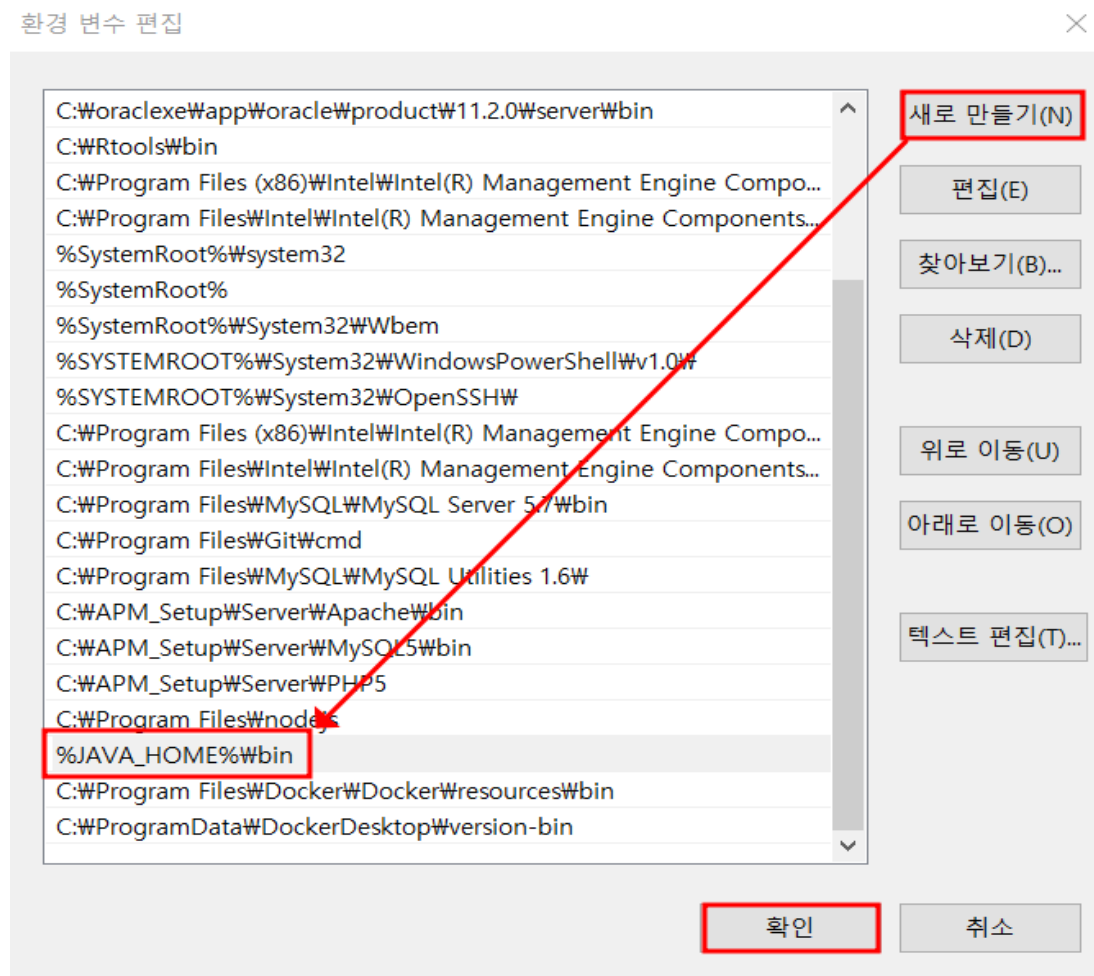 환경 변수 편집
C:₩oraclexe₩app₩oracle₩product₩11.2.0₩server₩bin
C:₩Rtools₩bin
C:₩Program Files (x86)₩Intel₩Intel(R) Management Engine Compo...
C:₩Program Files₩Intel₩Intel(R) Management Engine Components...
%SystemRoot%₩system32
%SystemRoot%
%SystemRoot%₩System32₩Wbem
%SYSTEMROOT%₩System32₩WindowsPowerShell₩v1.0₩
%SYSTEMROOT%₩System32₩OpenSSH₩
C:₩Program Files (x86)₩Intel₩Intel(R) Management Engine Compo...
C:₩Program Files₩Intel₩Intel(R) Management Engine Components...
C:₩Program Files₩MySQL₩MySQL Server 5.7₩bin
C:₩Program Files₩Git₩cmd
C:₩Program Files₩MySQL₩MySQL Utilities 1.6₩
C:₩APM_Setup₩Server₩Apache₩bin
C:₩APM_Setup₩Server₩MySQL5₩bin
C:₩APM_Setup₩Server₩PHP5
C:₩Program Files₩nodejs
%JAVA_HOME%₩bin
C:₩Program Files₩Docker₩Docker₩resources₩bin
C:₩ProgramData₩DockerDesktop₩version-bin
새로 만들기(N)
편집(E)
찾아보기(B)...
삭제(D)
위로 이동(U)
아래로 이동(O)
텍스트 편집(T)...
확인
취소